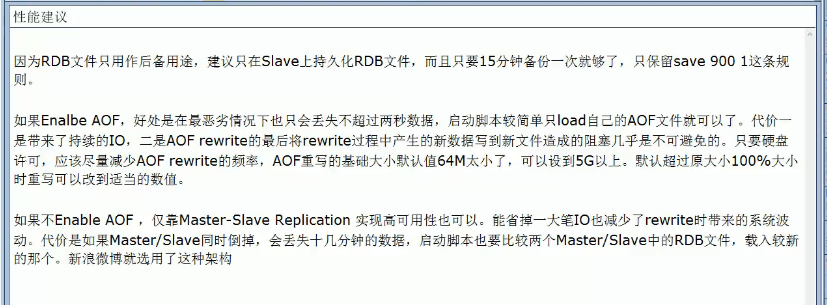 性能建议
因为RDB文件只用作后备用途，建议只在Slave上持久化RDB文件，而且只要15分钟备份一次就够了，只保留save 900 1这条规
则。
如果Enalbe AOF，好处是在最恶劣情况下也只会丢失不超过两秒数据，启动脚本较简单只load自己的AOF文件就可以了。代价一
是带来了持续的IO，二是AOF rewrite的最后将rewrite过程中产生的新数据写到新文件造成的阻塞几乎是不可避免的。只要硬盘
许可，应该尽量减少AOF rewrite的频率，AOF重写的基础大小默认值64M太小了，可以设到5G以上。默认超过原大小100%大小
时重写可以改到适当的数值。
如果不Enable AOF ，仅靠Master-Slave Replication 实现高可用性也可以。能省掉一大笔IO也减少了rewrite时带来的系统波
动。代价是如果Master/Slave同时倒掉，会丢失十几分钟的数据，启动脚本也要比较两个Master/Slave中的RDB文件，载入较新
的那个。新浪微博就选用了这种架构